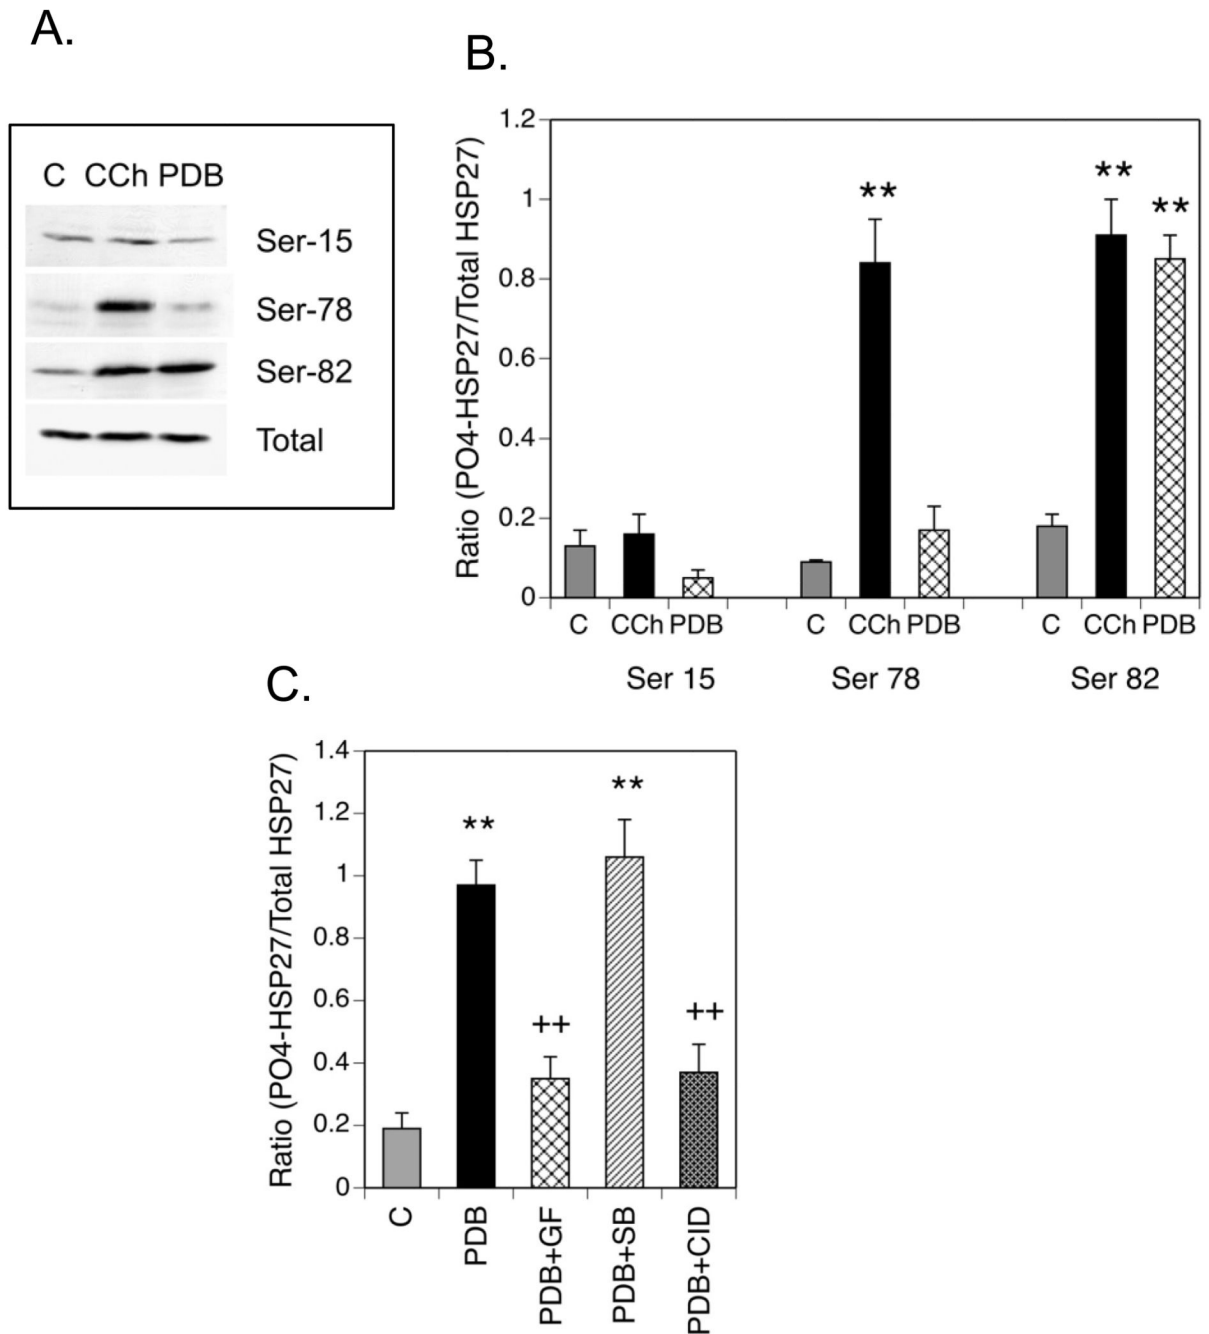 A.
C CCh PDB
Ser-15
Ser-78
Ser-82
Total
B.
Ratio (PO4-HSP27/Total HSP27)
1.2
1
0.8
0.6
0.4
0.2
0
**
**
**
C CCh PDB C CCh PDB C CCh PDB
Ser 15 Ser 78 Ser 82
C.
Ratio (PO4-HSP27/Total HSP27)
1.4
1.2
1
0.8
0.6
0.4
0.2
0
**
++
**
++
C
PDB
PDB+GF
PDB+SB
PDB+CID